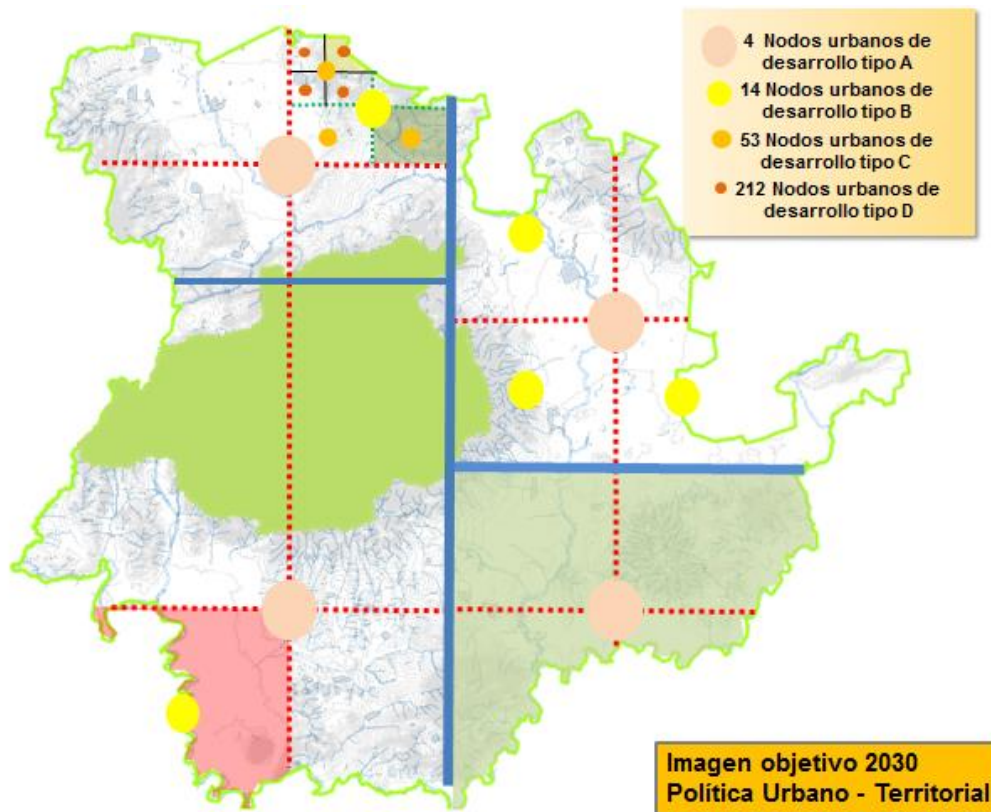 4 Nodos urbanos de
desarrollo tipo A
14 Nodos urbanos de
desarrollo tipo B
53 Nodos urbanos de
desarrollo tipo C
212 Nodos urbanos de
desarrollo tipo D
Imagen objetivo 2030
Política Urbano - Territorial